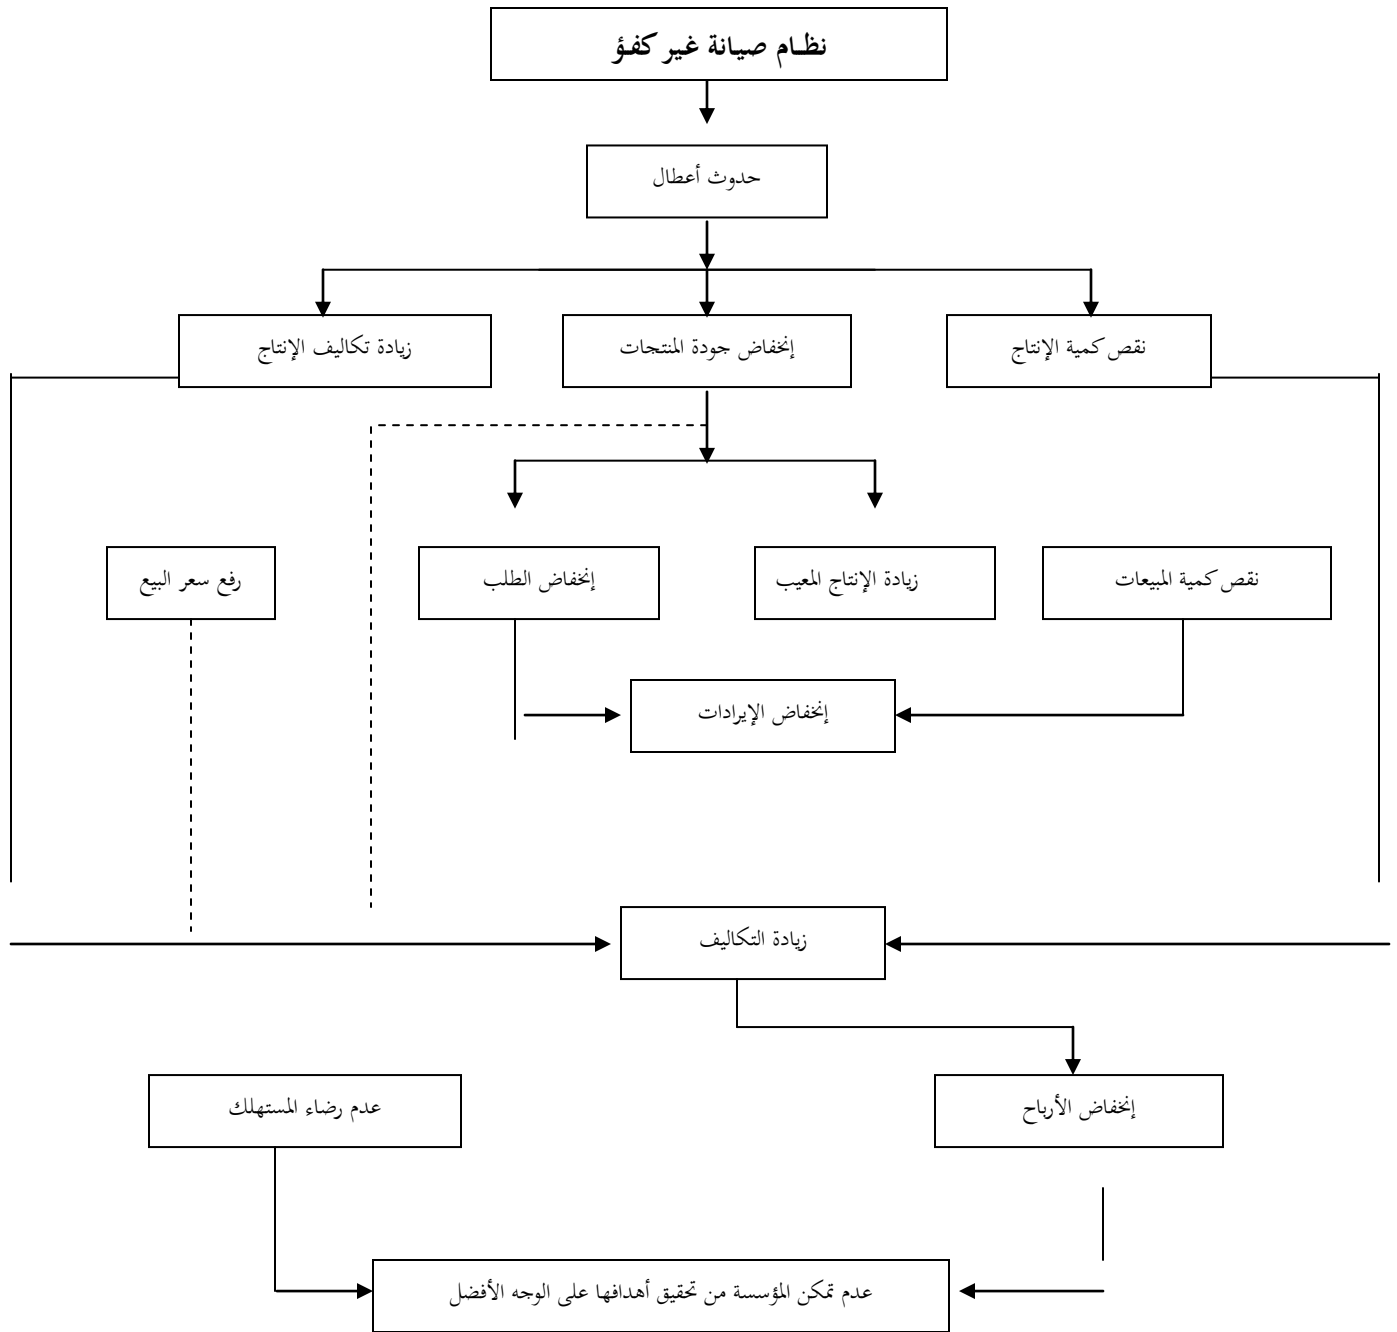 نظام صيانة غير كفؤ
حدوث أعطال
نقص كمية الإنتاج
إنخفاض جودة المنتجات
زيادة تكاليف الإنتاج
نقص كمية المبيعات
زيادة الإنتاج المعيب
إنخفاض الطلب
رفع سعر البيع
إنخفاض الإيرادات
زيادة التكاليف
إنخفاض الأرباح
عدم رضاء المستهلك
عدم تمكن المؤسسة من تحقيق أهدافها على الوجه الأفضل